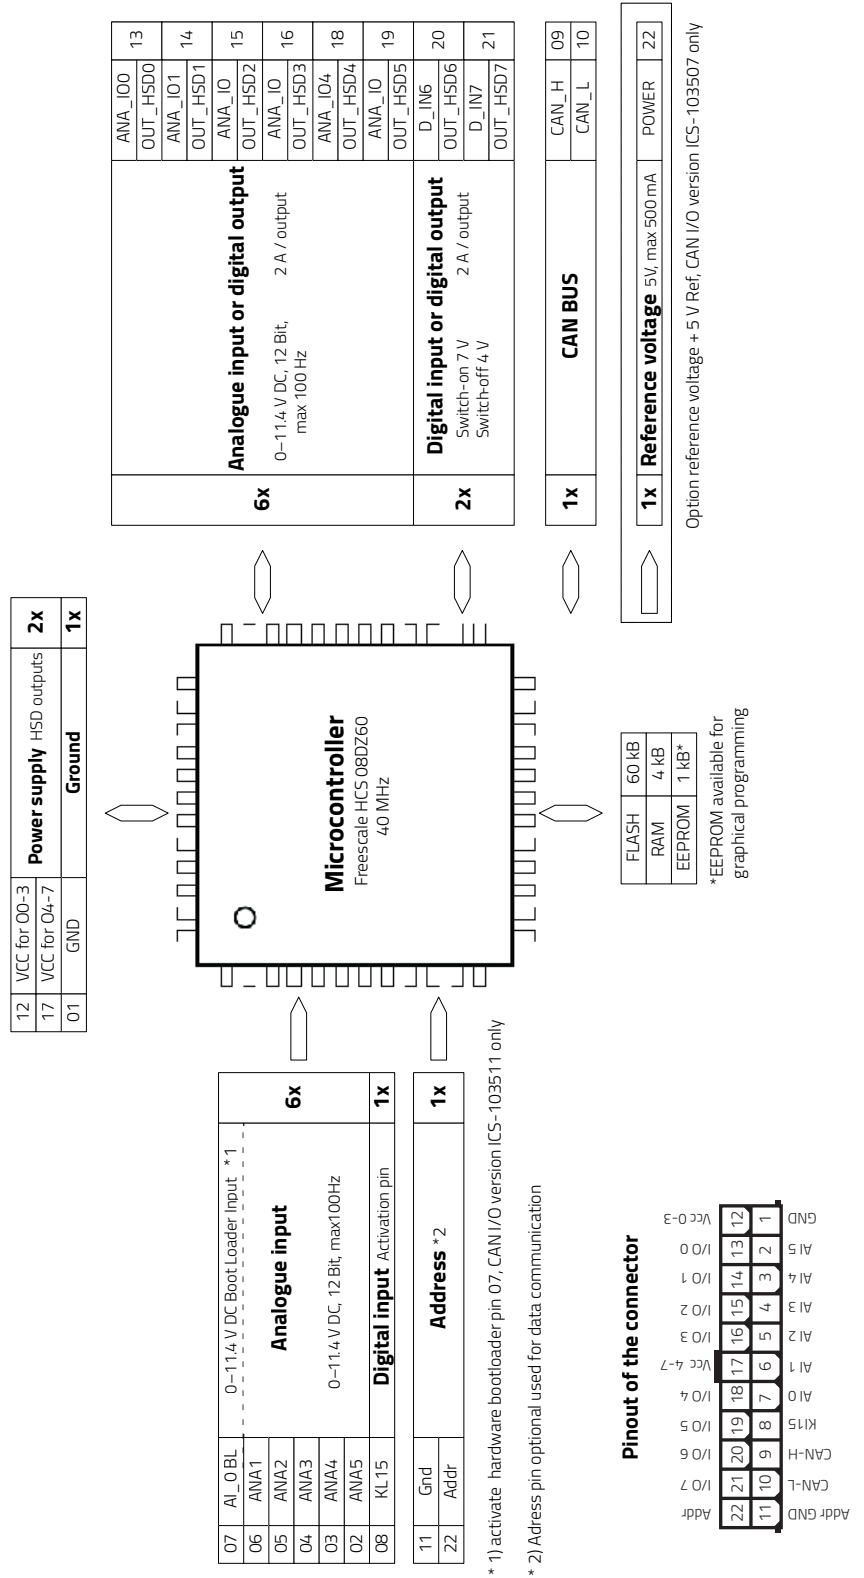 12 VCC for O0-3 Power supply HSD outputs 2x
17 VCC for O4-7
01 GND Ground 1x
07 AI_0 BL 0–11.4 V DC Boot Loader Input *1
06 ANA1 Analogue input 6x
05 ANA2
04 ANA3 0–11.4 V DC, 12 Bit, max100Hz
03 ANA4
02 ANA5
08 KL15 Digital input Activation pin 1x
11 Gnd Address *2 1x
22 Addr
* 1) activate hardware bootloader pin 07, CAN I/O version ICS-103511 only
* 2) Adress pin optional used for data communication
Microcontroller
Freescale HCS 08DZ60
40 MHz
6x Analogue input or digital output
0–11.4 V DC, 12 Bit, 2 A / output
max 100 Hz
ANA_IO0 13
OUT_HSD0
ANA_IO1 14
OUT_HSD1
ANA_IO 15
OUT_HSD2
ANA_IO 16
OUT_HSD3
ANA_IO4 18
OUT_HSD4
ANA_IO 19
OUT_HSD5
2x Digital input or digital output
Switch-on 7 V 2 A / output
Switch-off 4 V
D_IN6 20
OUT_HSD6
D_IN7 21
OUT_HSD7
1x CAN BUS
CAN_H 09
CAN_L 10
1x Reference voltage 5V, max 500 mA POWER 22
Option reference voltage + 5 V Ref, CAN I/O version ICS-103507 only
FLASH 60 kB
RAM 4 kB
EEPROM 1 kB*
*EEPROM available for
graphical programming
Pinout of the connector
Addr I/O 7 I/O 6 I/O 5 I/O 4 Vcc 4-7 I/O 3 I/O 2 I/O 1 I/O 0 Vcc 0-3
22 21 20 19 18 17 16 15 14 13 12
11 10 9 8 7 6 5 4 3 2 1
Addr GND CAN-L CAN-H Kl15 AI 0 AI 1 AI 2 AI 3 AI 4 AI 5 GND